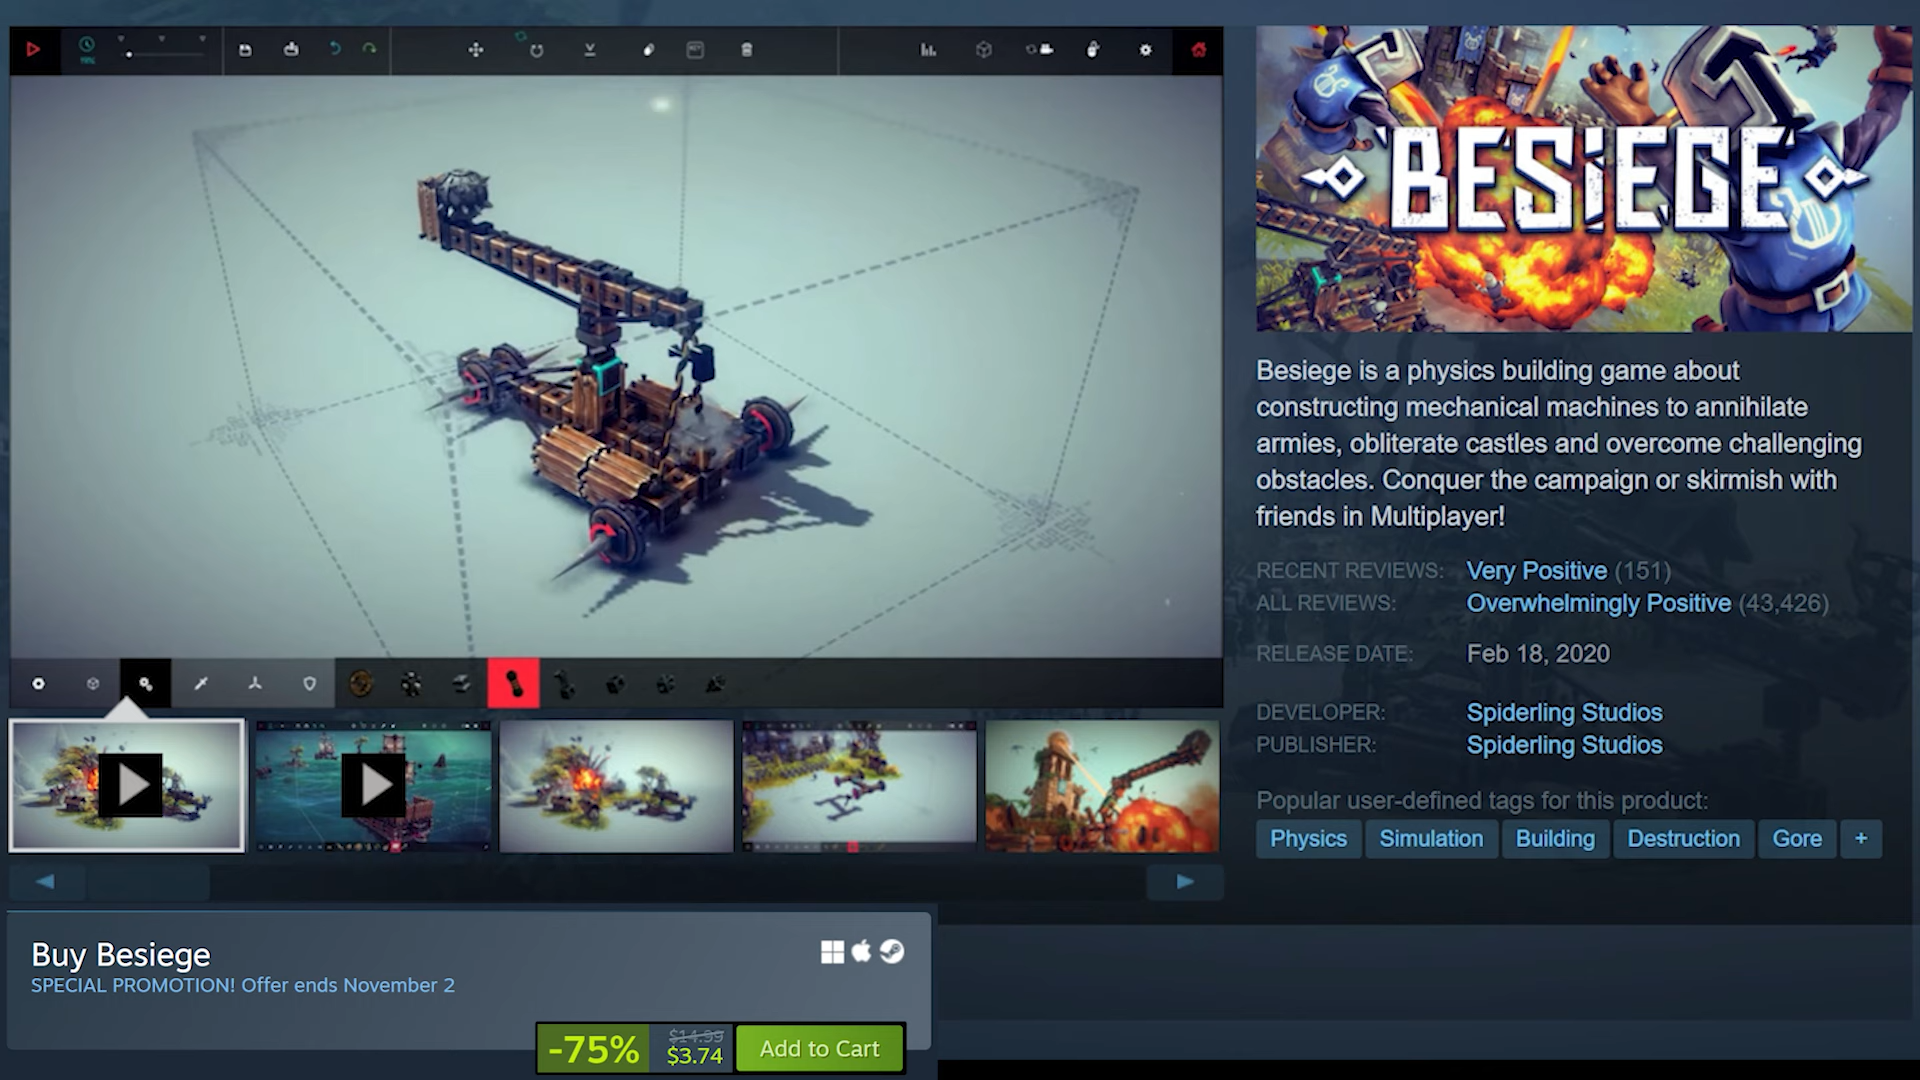 BESIEGE
Besiege is a physics building game about
constructing mechanical machines to annihilate
armies, obliterate castles and overcome challenging
obstacles. Conquer the campaign or skirmish with
friends in Multiplayer!
RECENT REVIEWS: Very Positive (151)
ALL REVIEWS: Overwhelmingly Positive (43,426)
RELEASE DATE: Feb 18, 2020
DEVELOPER: Spiderling Studios
PUBLISHER: Spiderling Studios
Popular user-defined tags for this product:
Physics Simulation Building Destruction Gore +
Buy Besiege
SPECIAL PROMOTION! Offer ends November 2
-75% $14.99 $3.74 Add to Cart